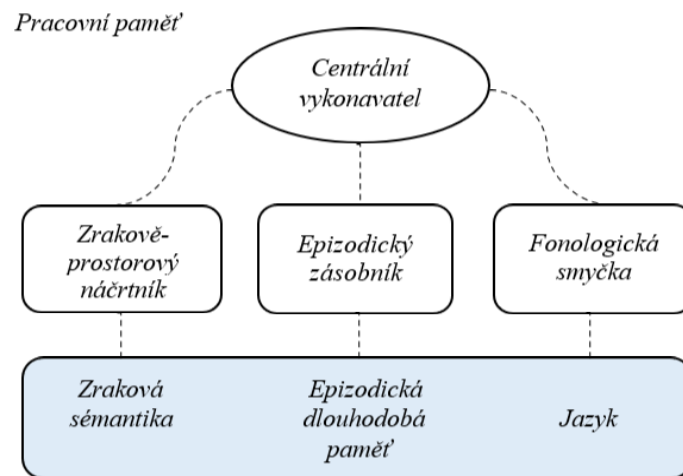 Pracovní paměť
Centrální
vykonavatel
Zrakově-
prostorový
náčrtník
Epizodický
zásobník
Fonologická
smyčka
Zraková
sémantika
Epizodická
dlouhodobá
paměť
Jazyk